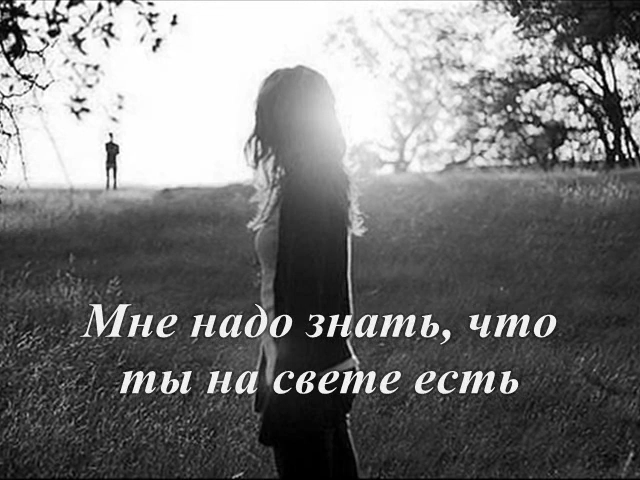 Мне надо знать, что
ты на свете есть